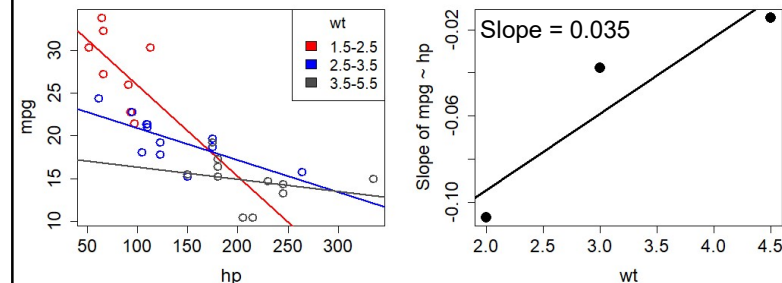 wt
1.5-2.5
2.5-3.5
3.5-5.5
mpg
30
25
20
15
10
50 100 150 200 250 300
hp
Slope = 0.035
Slope of mpg ~ hp
-0.02
-0.06
-0.10
2.0 2.5 3.0 3.5 4.0 4.5
wt